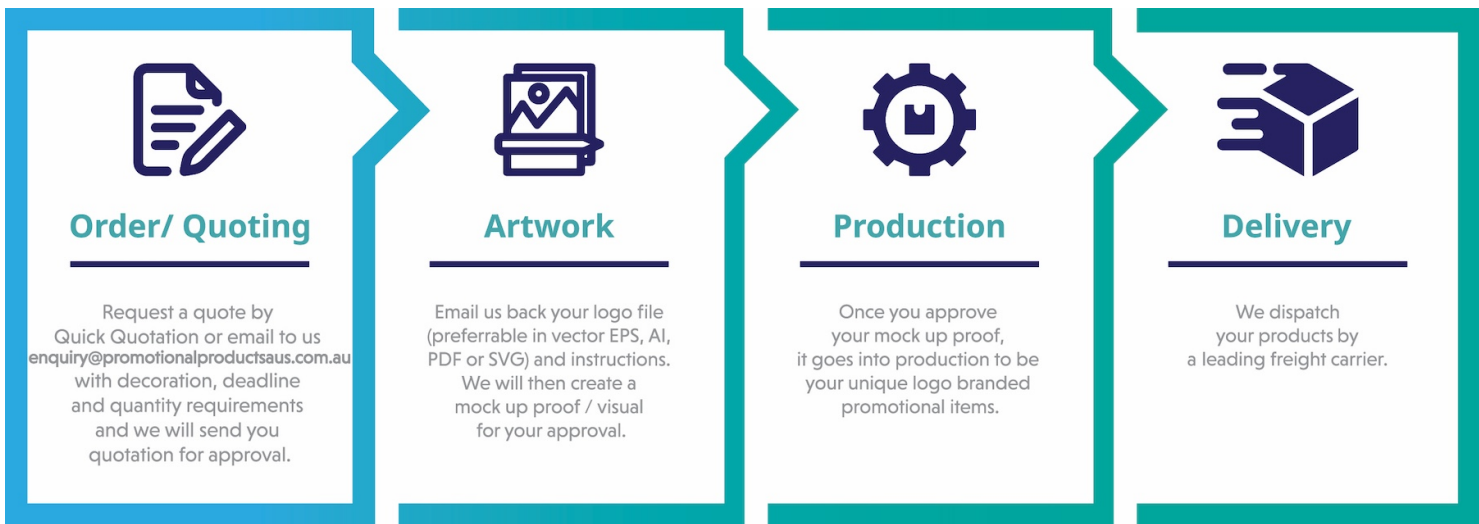 Order/ Quoting
Request a quote by
Quick Quotation or email to us
enquiry@promotionalproductsaus.com.au
with decoration, deadline
and quantity requirements
and we will send you
quotation for approval.
Artwork
Email us back your logo file
(preferrable in vector EPS, AI,
PDF or SVG) and instructions.
We will then create a
mock up proof / visual
for your approval.
Production
Once you approve
your mock up proof,
it goes into production to be
your unique logo branded
promotional items.
Delivery
We dispatch
your products by
a leading freight carrier.